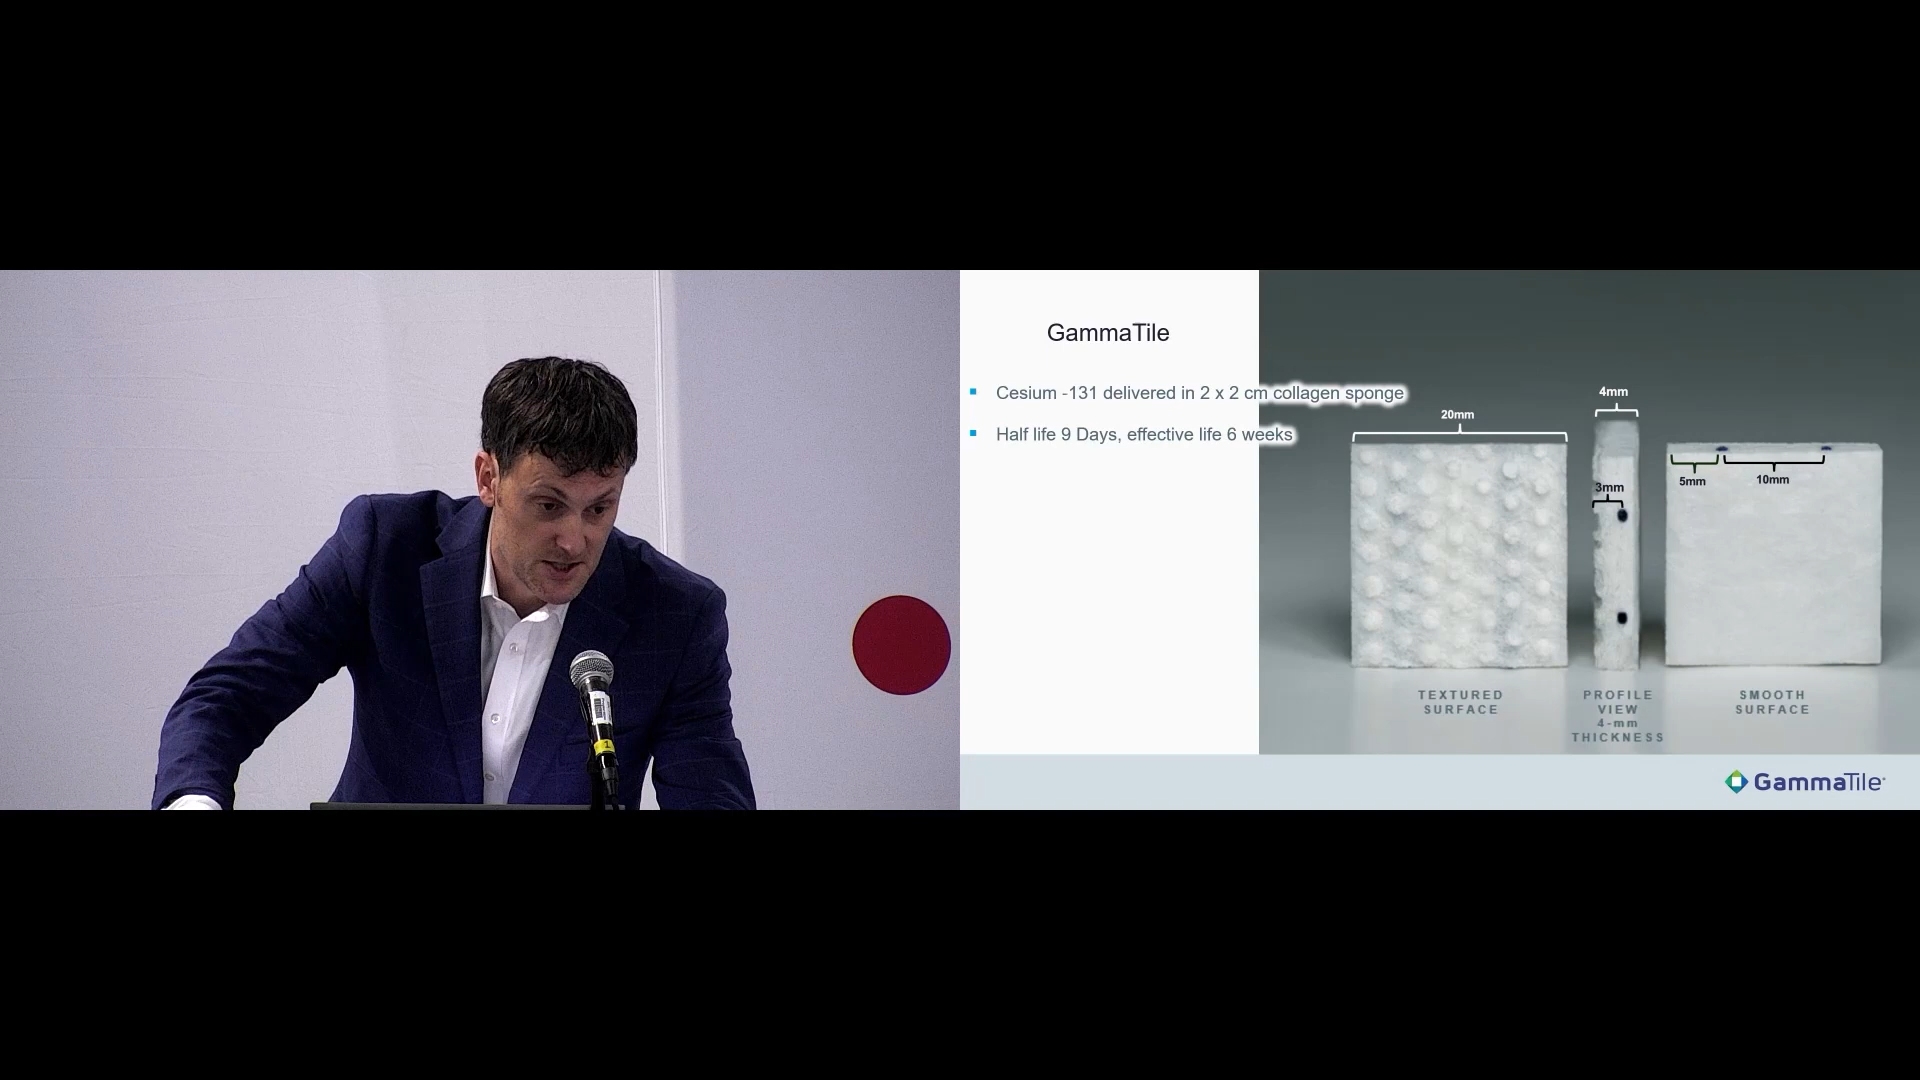 GammaTile
Cesium -131 delivered in 2 x 2 cm collagen sponge
Half life 9 Days, effective life 6 weeks
20mm
4mm
3mm
5mm
10mm
TEXTURED
SURFACE
PROFILE
VIEW
4-mm
THICKNESS
SMOOTH
SURFACE
GammaTile
1